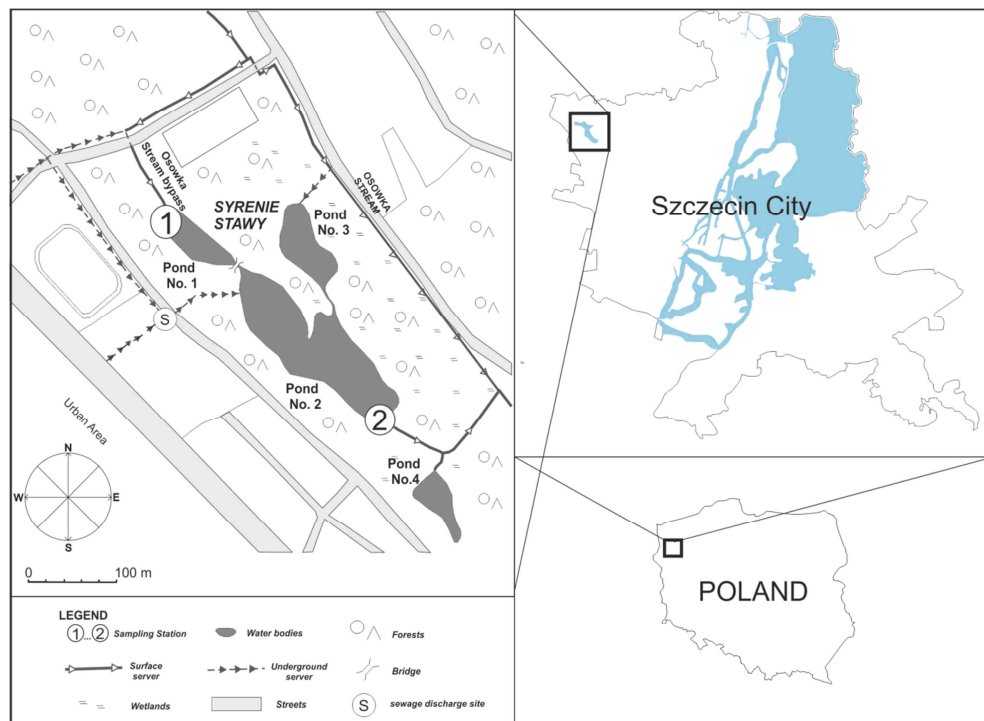 Osowka
Stream bypass
OSOWKA
STREAM
1
SYRENIE
STAWY
Pond
No. 3
Pond
No. 1
S
Pond
No. 2
2
Pond
No.4
Urban Area
N
W
E
S
0
100 m
Szczecin City
POLAND
LEGEND
1...2 Sampling Station
Water bodies
Forests
Surface
server
Underground
server
Bridge
Wetlands
Streets
S
sewage discharge site